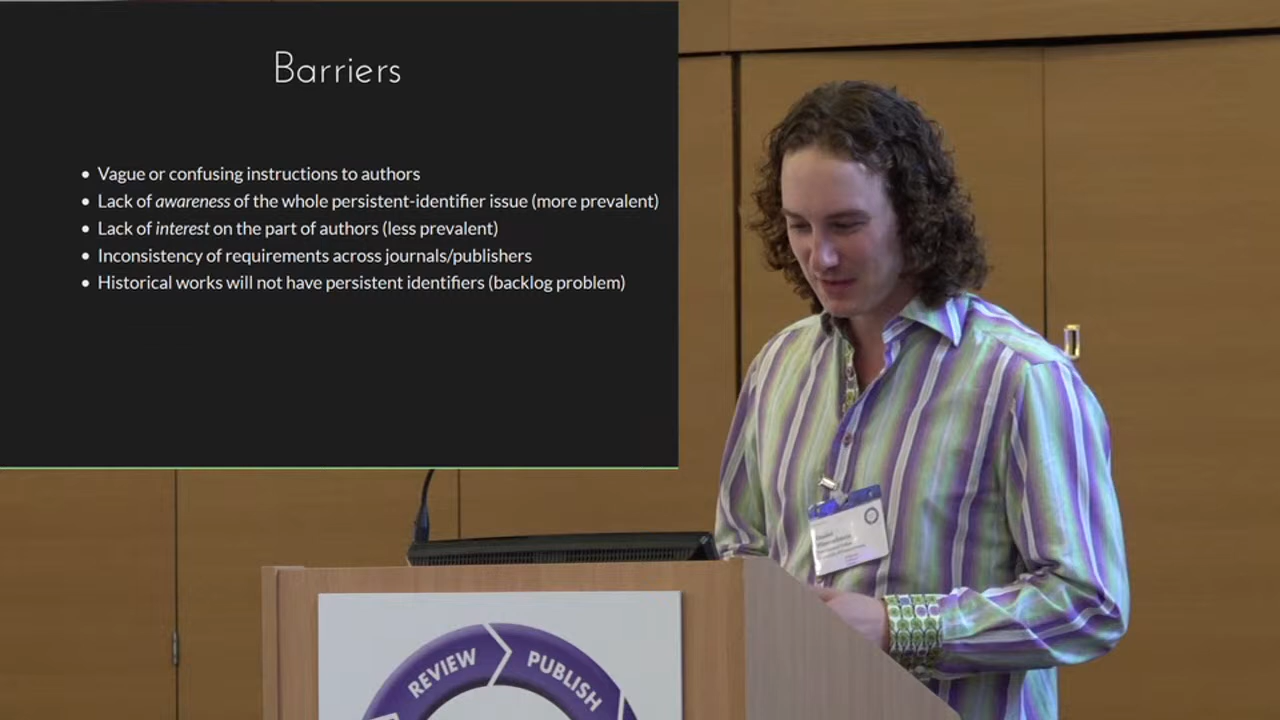 Barriers
• Vague or confusing instructions to authors
• Lack of awareness of the whole persistent-identifier issue (more prevalent)
• Lack of interest on the part of authors (less prevalent)
• Inconsistency of requirements across journals/publishers
• Historical works will not have persistent identifiers (backlog problem)
REVIEW
PUBLISH